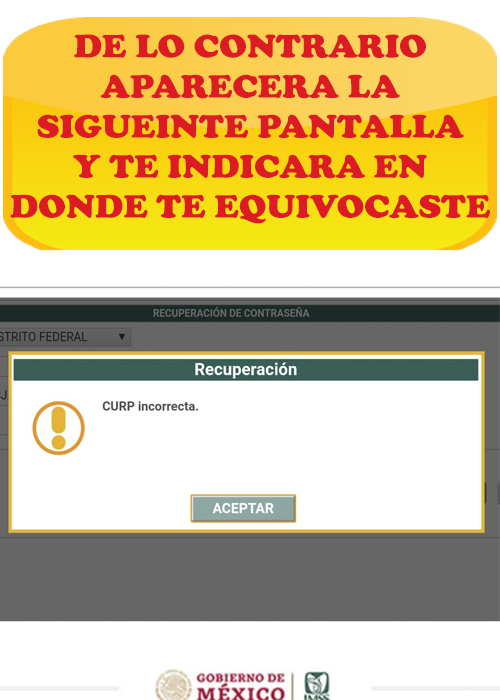 DE LO CONTRARIO
APARECERA LA
SIGUEINTE PANTALLA
Y TE INDICARA EN
DONDE TE EQUIVOCASTE
RECUPERACIÓN DE CONTRASEÑA
STRITO FEDERAL
Recuperación
CURP incorrecta.
ACEPTAR
GOBIERNO DE
MÉXICO
IMSS